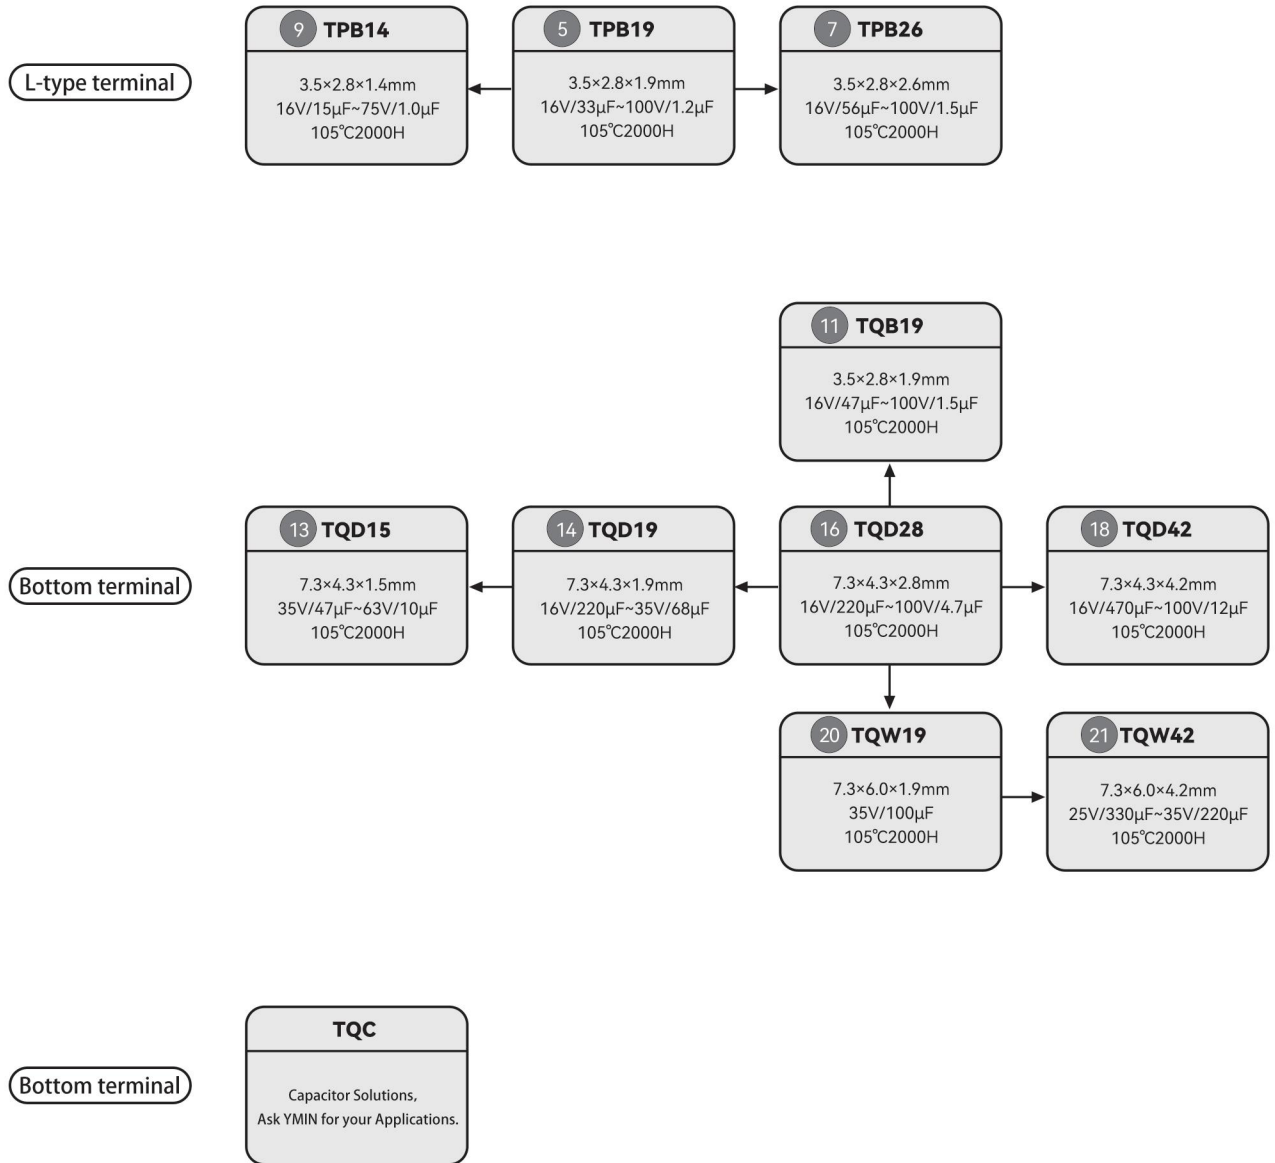 L-type terminal
9 TPB14
3.5×2.8×1.4mm
16V/15μF~75V/1.0μF
105℃2000H
5 TPB19
3.5×2.8×1.9mm
16V/33μF~100V/1.2μF
105℃2000H
7 TPB26
3.5×2.8×2.6mm
16V/56μF~100V/1.5μF
105℃2000H
11 TQB19
3.5×2.8×1.9mm
16V/47μF~100V/1.5μF
105℃2000H
Bottom terminal
13 TQD15
7.3×4.3×1.5mm
35V/47μF~63V/10μF
105℃2000H
14 TQD19
7.3×4.3×1.9mm
16V/220μF~35V/68μF
105℃2000H
16 TQD28
7.3×4.3×2.8mm
16V/220μF~100V/4.7μF
105℃2000H
18 TQD42
7.3×4.3×4.2mm
16V/470μF~100V/12μF
105℃2000H
20 TQW19
7.3×6.0×1.9mm
35V/100μF
105℃2000H
21 TQW42
7.3×6.0×4.2mm
25V/330μF~35V/220μF
105℃2000H
Bottom terminal
TQC
Capacitor Solutions,
Ask YMIN for your Applications.